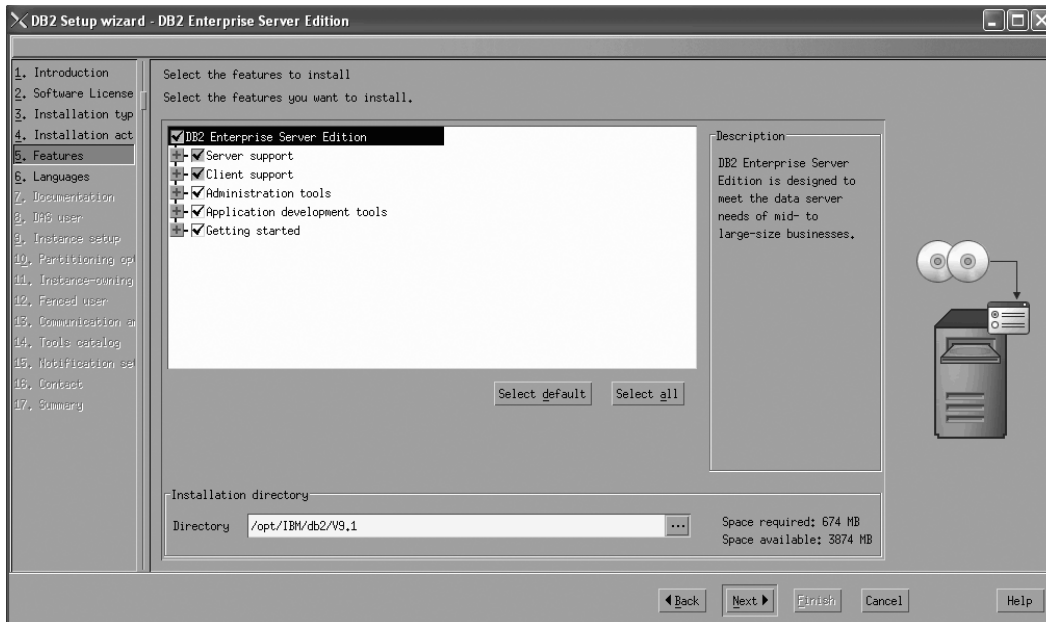 DB2 Setup wizard - DB2 Enterprise Server Edition
1. Introduction
2. Software License
3. Installation typ
4. Installation act
5. Features
6. Languages
7. Documentation
8. DAS user
9. Instance setup
10. Partitioning op
11. Instance-owning
12. Fenced user
13. Communication an
14. Tools catalog
15. Notification se
16. Contact
17. Summary
Select the features to install
Select the features you want to install.
DB2 Enterprise Server Edition
Server support
Client support
Administration tools
Application development tools
Getting started
Select default
Select all
Description
DB2 Enterprise Server
Edition is designed to
meet the data server
needs of mid- to
large-size businesses.
Installation directory
Directory
/opt/IBM/db2/V9.1
...
Space required: 674 MB
Space available: 3874 MB
Back
Next
Finish
Cancel
Help